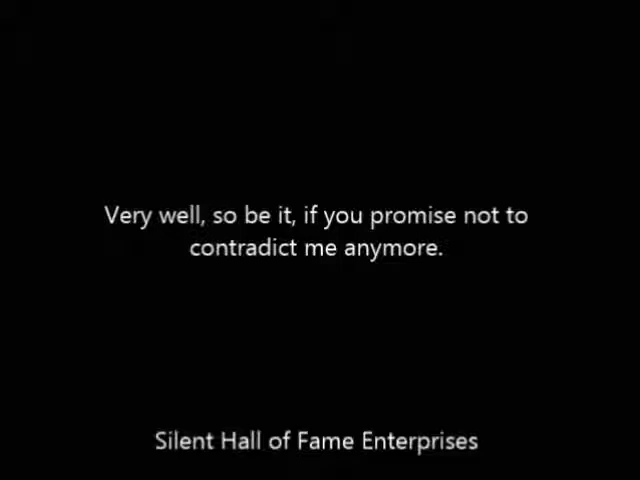 Very well, so be it, if you promise not to
contradict me anymore.
Silent Hall of Fame Enterprises